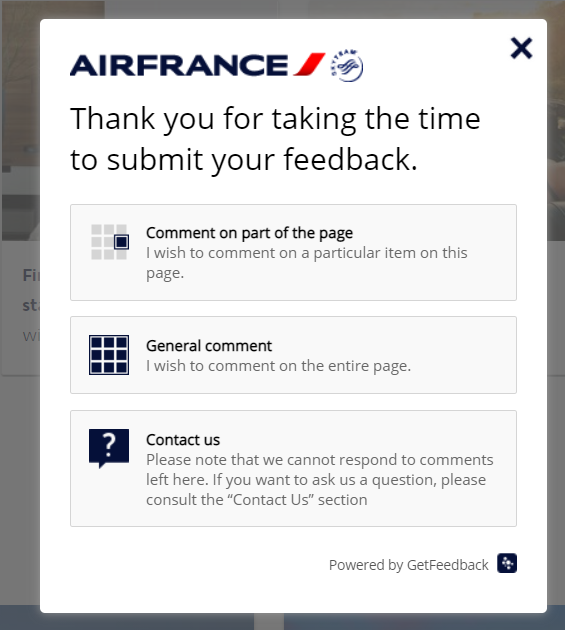 AIRFRANCE
Thank you for taking the time
to submit your feedback.
Comment on part of the page
I wish to comment on a particular item on this
page.
General comment
I wish to comment on the entire page.
?
Contact us
Please note that we cannot respond to comments
left here. If you want to ask us a question, please
consult the “Contact Us” section
Powered by GetFeedback